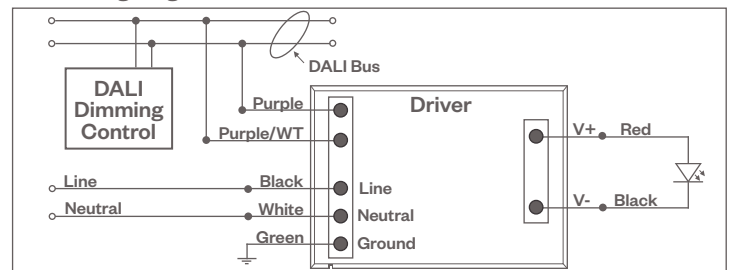 DALI Bus
DALI
Dimming
Control
Driver
Purple
Purple/WT
V+ Red
Line Black Line
V- Black
Neutral White Neutral
Green Ground